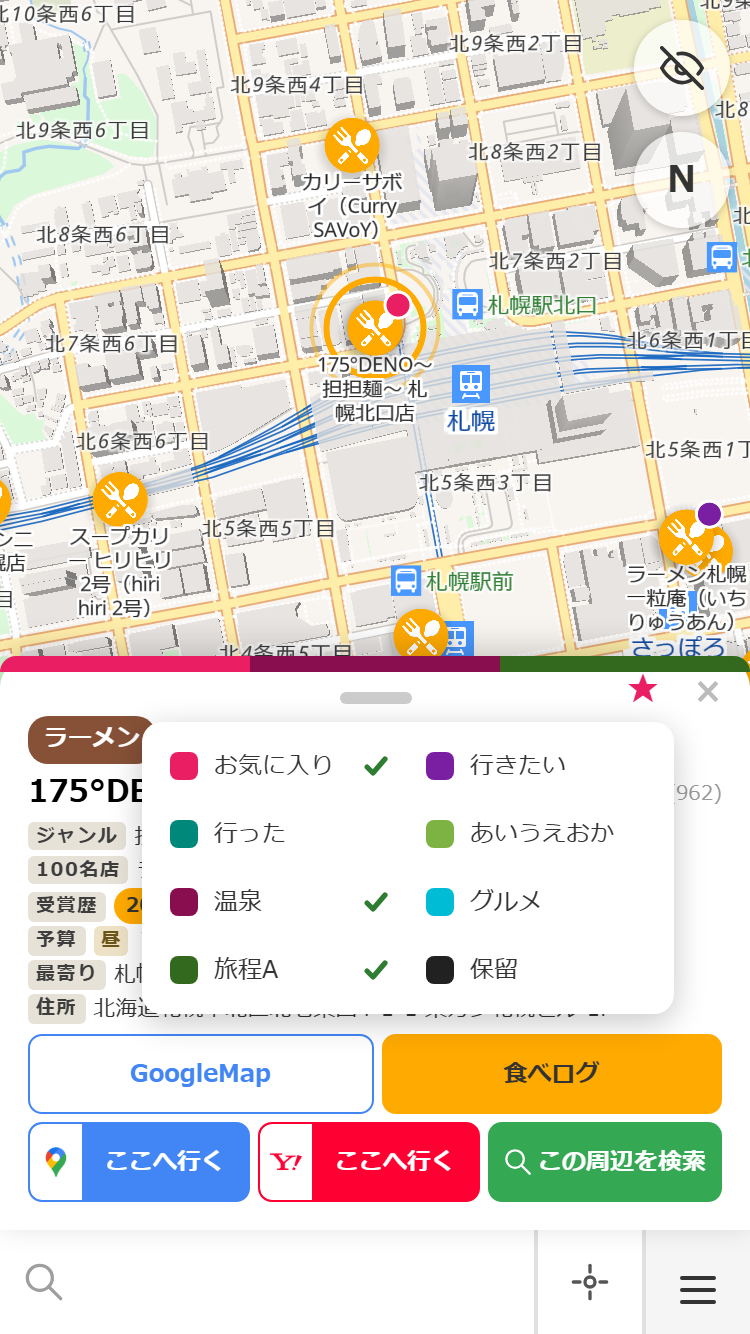 北10条西6丁目
北9条西2丁目
北9条西4丁目
北9条西6丁目
カリーサボ
イ（Curry
SAVoY）
北8条西2丁目
N
北8条西6丁目
北7条西2丁目
札幌駅北口
北7条西6丁目
北6条西1丁目
175°DENO〜
担担麺〜 札
幌北口店
札幌
北6条西6丁目
北5条西1丁
北5条西3丁目
北5条西5丁目
スープカリ
ー ヒリヒリ
2号（hiri
hiri 2号）
札幌駅前
ラーメン札幌
一粒庵（いち
りゅうあん）
さっぽろ
北4条西5丁目
ラーメン
お気に入り
行きたい
175°DE
(962)
行った
あいうえおか
ジャンル
100名店
温泉
グルメ
受賞歴
予算 昼
旅程A
保留
最寄り 札幌
住所 北海道
GoogleMap
食べログ
ここへ行く
Y! ここへ行く
この周辺を検索